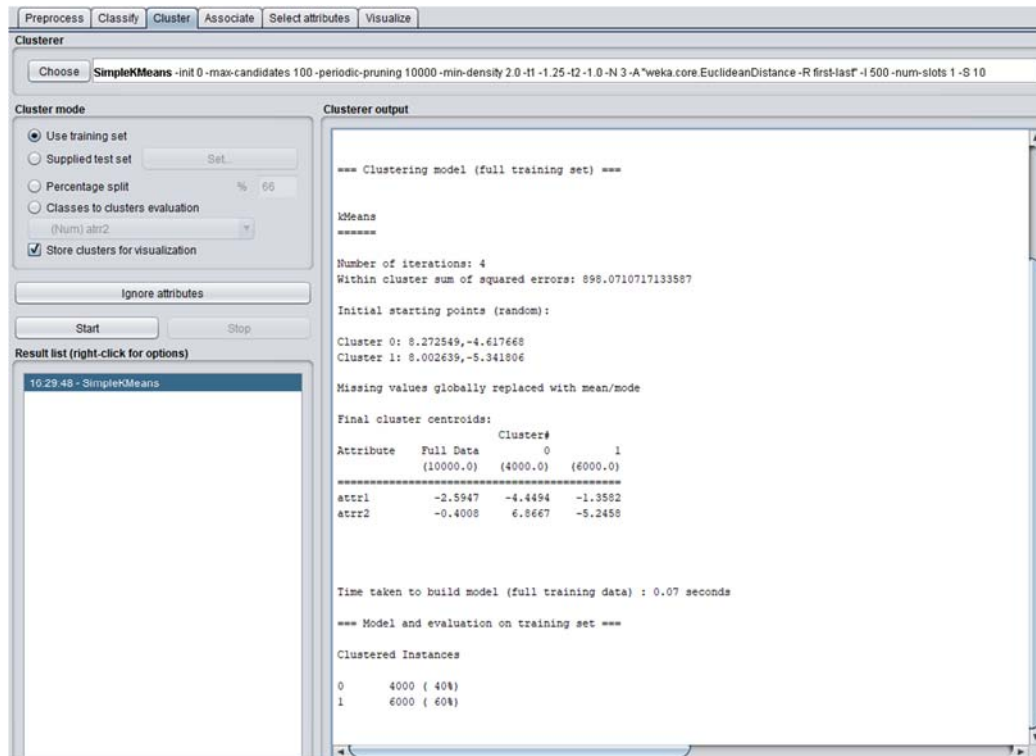 Preprocess Classify Cluster Associate Select attributes Visualize
Clusterer
Choose SimpleKMeans -init 0 -max-candidates 100 -periodic-pruning 10000 -min-density 2.0 -t1 -1.25 -t2 -1.0 -N 3 -A "weka.core.EuclideanDistance -R first-last" -I 500 -num-slots 1 -S 10
Cluster mode
Use training set
Supplied test set Set...
Percentage split % 66
Classes to clusters evaluation
(Num) atrr2
Store clusters for visualization
Ignore attributes
Start Stop
Result list (right-click for options)
10:29:48 - SimpleKMeans
Clusterer output
=== Clustering model (full training set) ===
kMeans
======
Number of iterations: 4
Within cluster sum of squared errors: 898.0710717133587
Initial starting points (random):
Cluster 0: 8.272549,-4.617668
Cluster 1: 8.002639,-5.341806
Missing values globally replaced with mean/mode
Final cluster centroids:
Cluster#
Attribute Full Data 0 1
(10000.0) (4000.0) (6000.0)
============================================
attr1 -2.5947 -4.4494 -1.3582
atrr2 -0.4008 6.8667 -5.2458
Time taken to build model (full training data) : 0.07 seconds
=== Model and evaluation on training set ===
Clustered Instances
0 4000 ( 40%)
1 6000 ( 60%)